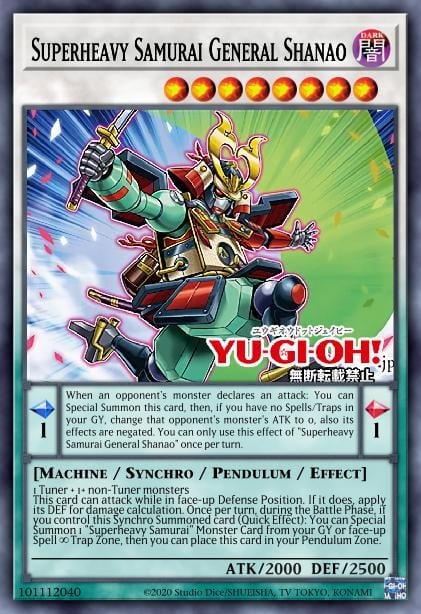 SUPERHEAVY SAMURAI GENERAL SHANAO
DARK
闇
ユウギオウドットジェイピー
YU-GI-OH!.jp
無断転載禁止
1
When an opponent's monster declares an attack: You can
Special Summon this card, then, if you have no Spells/Traps
in your GY, change that opponent's monster's ATK to 0, also its
effects are negated. You can only use this effect of "Superheavy
Samurai General Shanao" once per turn.
1
[MACHINE / SYNCHRO / PENDULUM / EFFECT]
1 Tuner + 1+ non-Tuner monsters
This card can attack while in face-up Defense Position. If it does, apply
its DEF for damage calculation. Once per turn, during the Battle Phase, if
you control this Synchro Summoned card (Quick Effect): You can Special
Summon 1 "Superheavy Samurai" Monster Card from your GY or face-up
Spell ∞ Trap Zone, then you can place this card in your Pendulum Zone.
ATK/2000 DEF/2500
101112040
©2020 Studio Dice/SHUEISHA, TV TOKYO, KONAMI